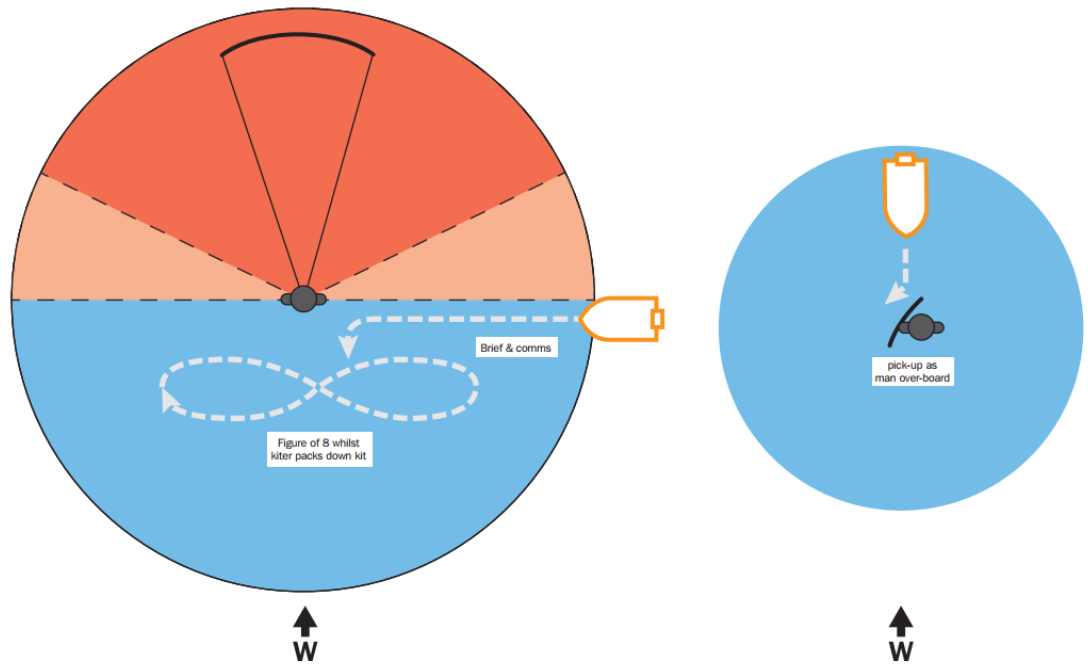 Brief & comms
Figure of 8 whilst
kiter packs down kit
W
pick-up as
man over-board
W